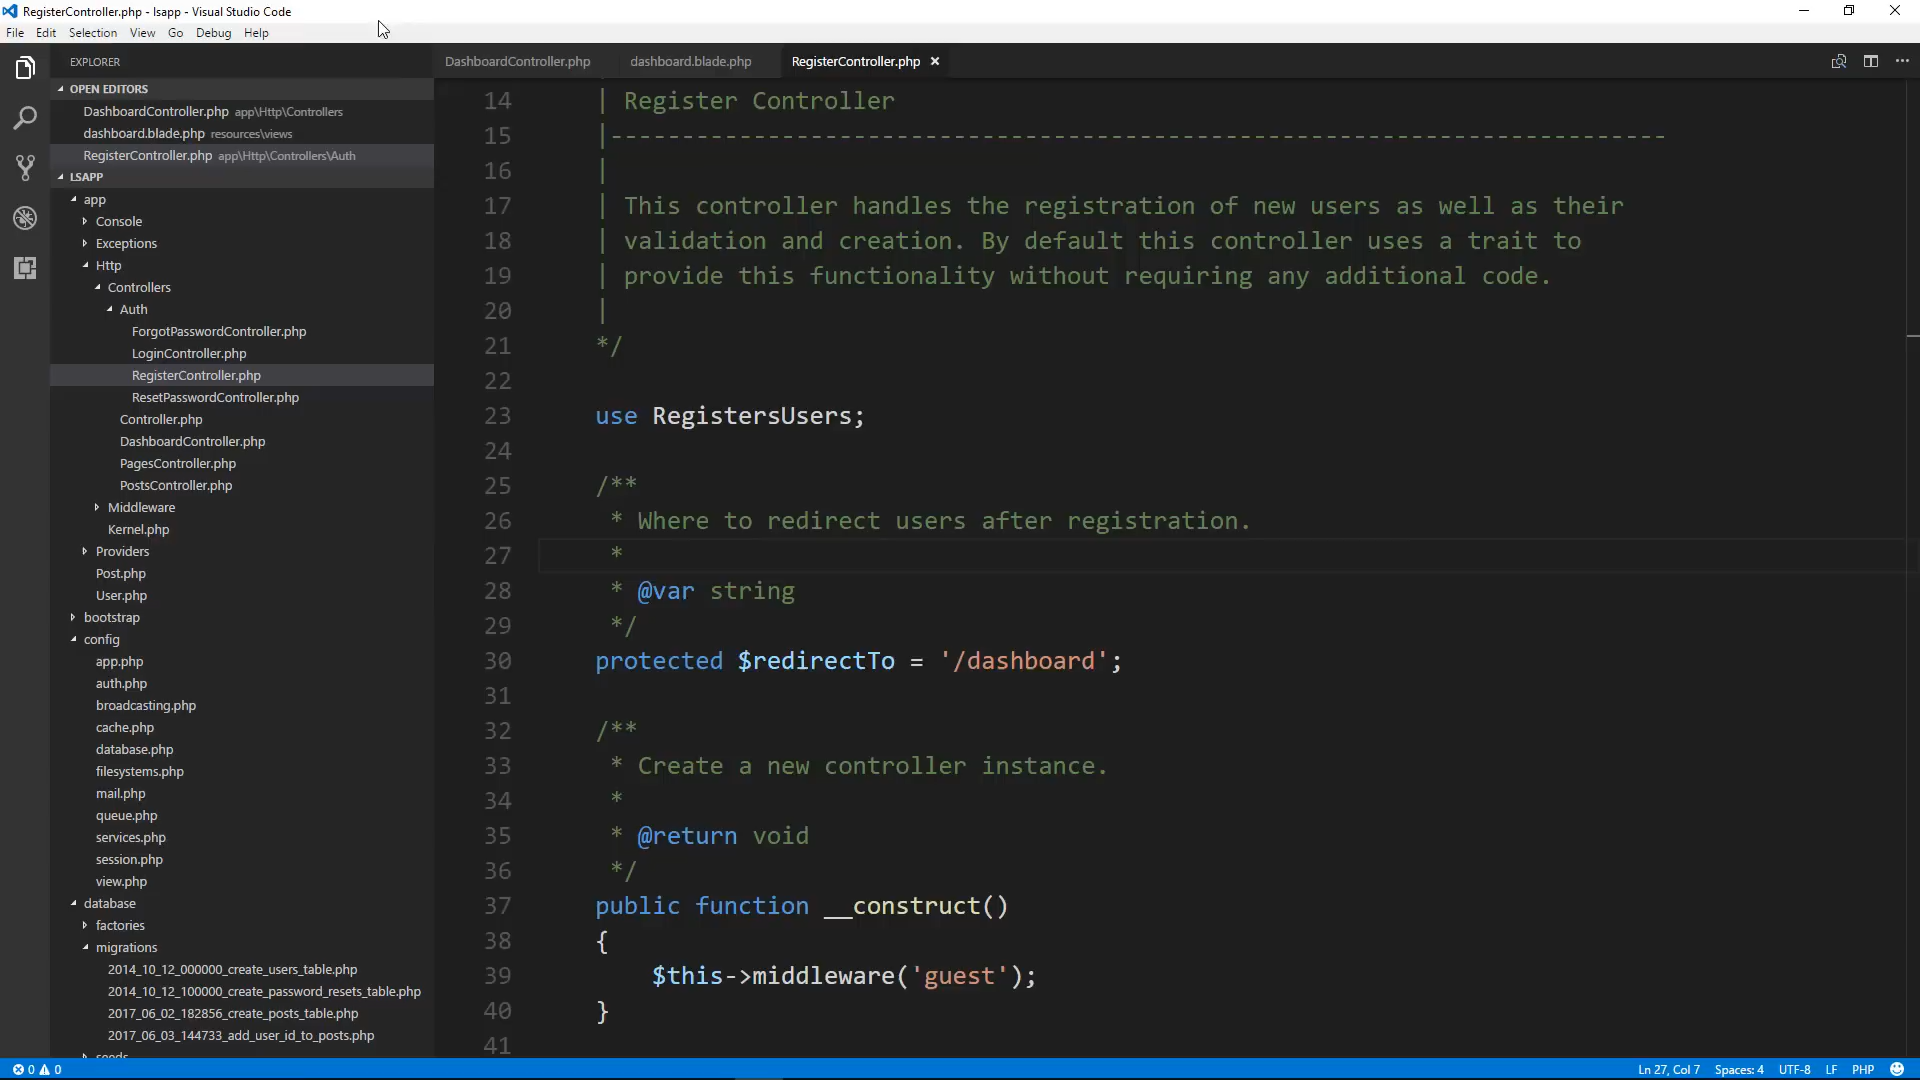 RegisterController.php - lsapp - Visual Studio Code
File Edit Selection View Go Debug Help
EXPLORER
OPEN EDITORS
DashboardController.php app\Http\Controllers
dashboard.blade.php resources\views
RegisterController.php app\Http\Controllers\Auth
LSAPP
app
Console
Exceptions
Http
Controllers
Auth
ForgotPasswordController.php
LoginController.php
RegisterController.php
ResetPasswordController.php
Controller.php
DashboardController.php
PagesController.php
PostsController.php
Middleware
Kernel.php
Providers
Post.php
User.php
bootstrap
config
app.php
auth.php
broadcasting.php
cache.php
database.php
filesystems.php
mail.php
queue.php
services.php
session.php
view.php
database
factories
migrations
2014_10_12_000000_create_users_table.php
2014_10_12_100000_create_password_resets_table.php
2017_06_02_182856_create_posts_table.php
2017_06_03_144733_add_user_id_to_posts.php
seeds
DashboardController.php dashboard.blade.php RegisterController.php ×
14 | Register Controller
15 |--------------------------------------------------------------------------
16 |
17 | This controller handles the registration of new users as well as their
18 | validation and creation. By default this controller uses a trait to
19 | provide this functionality without requiring any additional code.
20 |
21 */
22
23 use RegistersUsers;
24
25 /**
26 * Where to redirect users after registration.
27 *
28 * @var string
29 */
30 protected $redirectTo = '/dashboard';
31
32 /**
33 * Create a new controller instance.
34 *
35 * @return void
36 */
37 public function __construct()
38 {
39 $this->middleware('guest');
40 }
41
0 0 Ln 27, Col 7 Spaces: 4 UTF-8 LF PHP